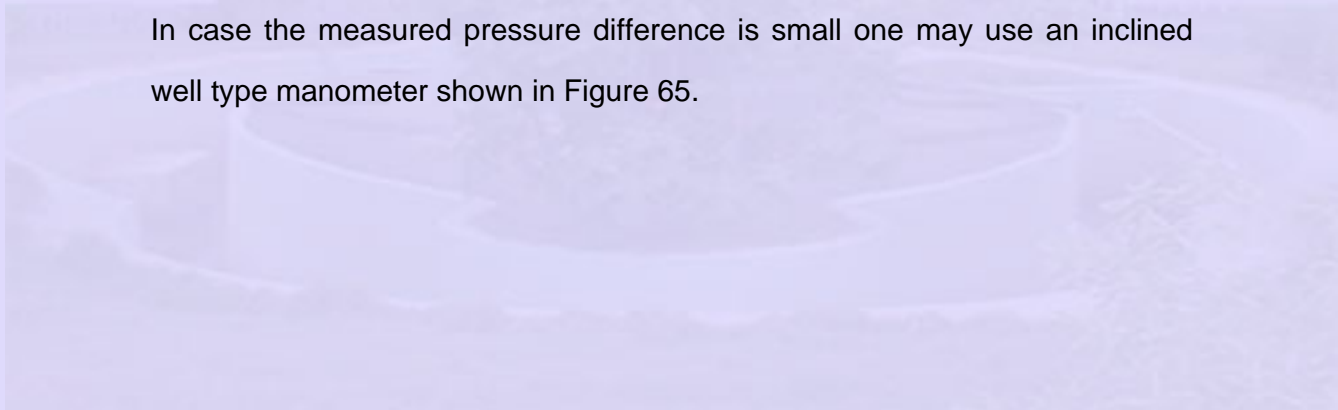 In case the measured pressure difference is small one may use an inclined
well type manometer shown in Figure 65.